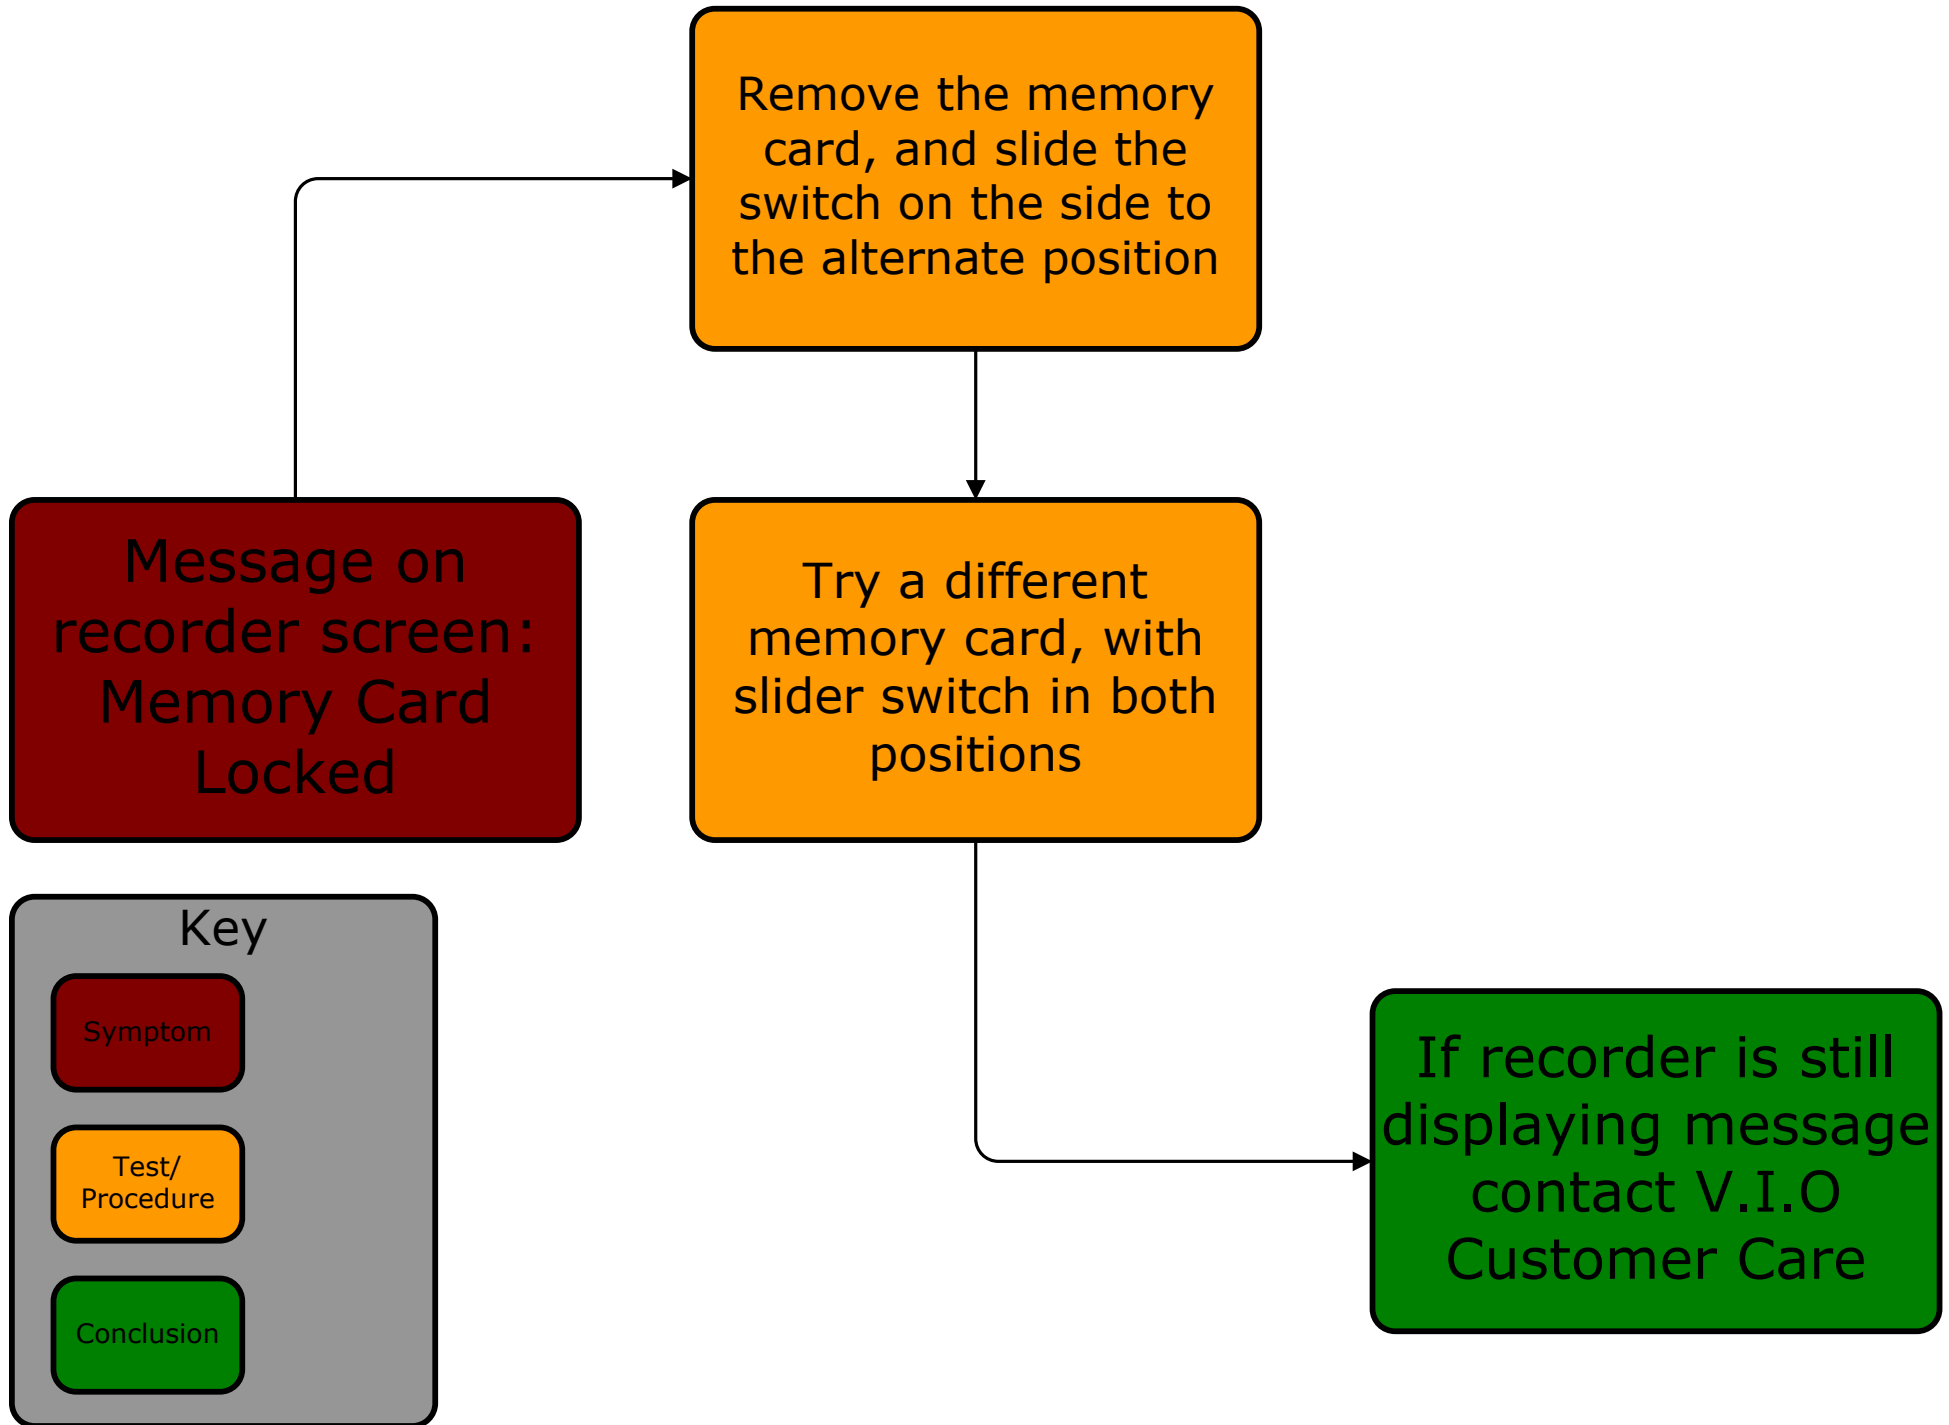 Remove the memory
card, and slide the
switch on the side to
the alternate position
Message on
recorder screen:
Memory Card
Locked
Try a different
memory card, with
slider switch in both
positions
Key
Symptom
Test/
Procedure
Conclusion
If recorder is still
displaying message
contact V.I.O
Customer Care